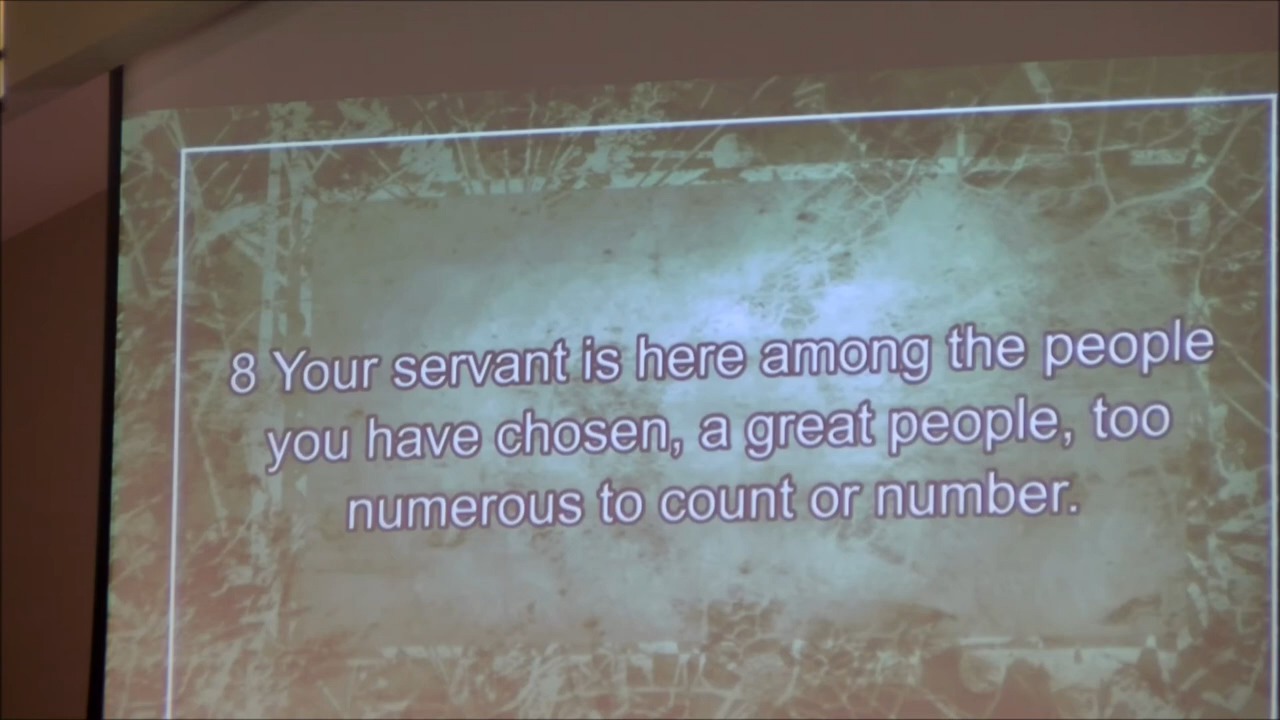 8 Your servant is here among the people
you have chosen, a great people, too
numerous to count or number.